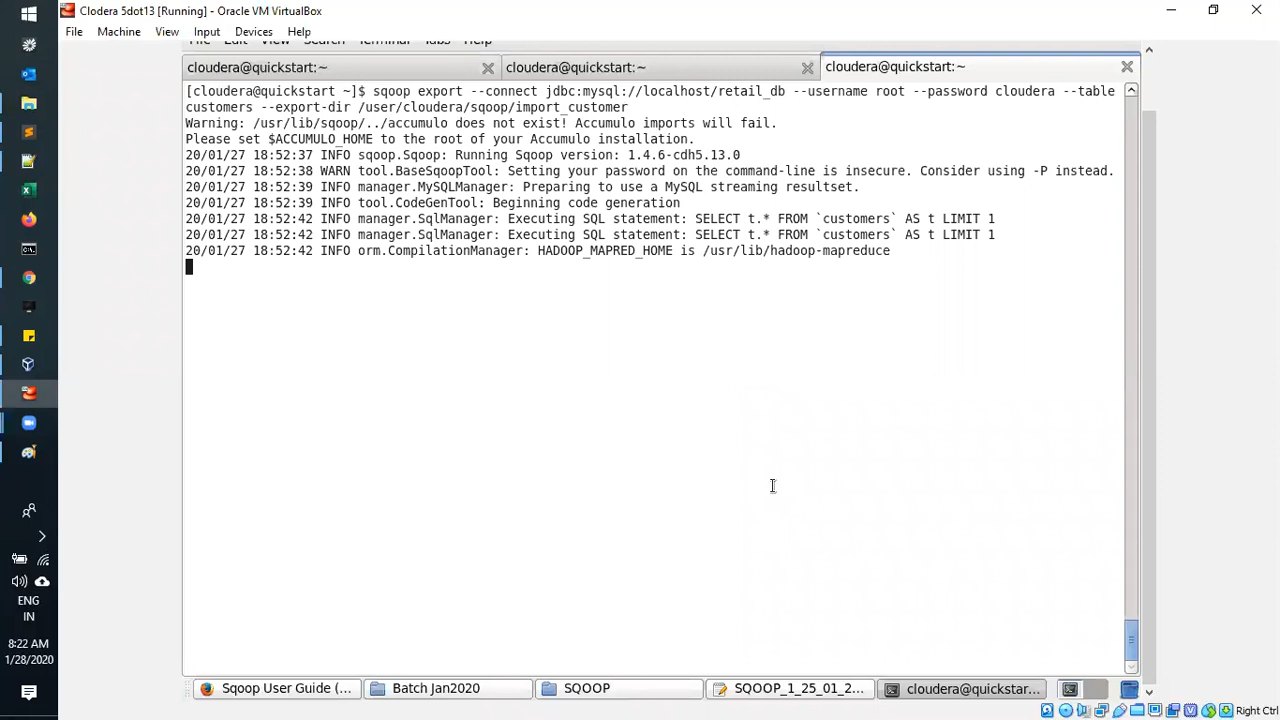 Clodera 5dot13 [Running] - Oracle VM VirtualBox
File Machine View Input Devices Help
File Edit View Search Terminal Tabs Help
cloudera@quickstart:~ cloudera@quickstart:~ cloudera@quickstart:~
[cloudera@quickstart ~]$ sqoop export --connect jdbc:mysql://localhost/retail_db --username root --password cloudera --table
customers --export-dir /user/cloudera/sqoop/import_customer
Warning: /usr/lib/sqoop/../accumulo does not exist! Accumulo imports will fail.
Please set $ACCUMULO_HOME to the root of your Accumulo installation.
20/01/27 18:52:37 INFO sqoop.Sqoop: Running Sqoop version: 1.4.6-cdh5.13.0
20/01/27 18:52:38 WARN tool.BaseSqoopTool: Setting your password on the command-line is insecure. Consider using -P instead.
20/01/27 18:52:39 INFO manager.MySQLManager: Preparing to use a MySQL streaming resultset.
20/01/27 18:52:39 INFO tool.CodeGenTool: Beginning code generation
20/01/27 18:52:42 INFO manager.SqlManager: Executing SQL statement: SELECT t.* FROM `customers` AS t LIMIT 1
20/01/27 18:52:42 INFO manager.SqlManager: Executing SQL statement: SELECT t.* FROM `customers` AS t LIMIT 1
20/01/27 18:52:42 INFO orm.CompilationManager: HADOOP_MAPRED_HOME is /usr/lib/hadoop-mapreduce
Sqoop User Guide (... Batch-Jan2020 SQOOP SQOOP_1_25_01_2... cloudera@quickstar...
ENG
IN
8:22 AM
1/28/2020
Right Ctrl